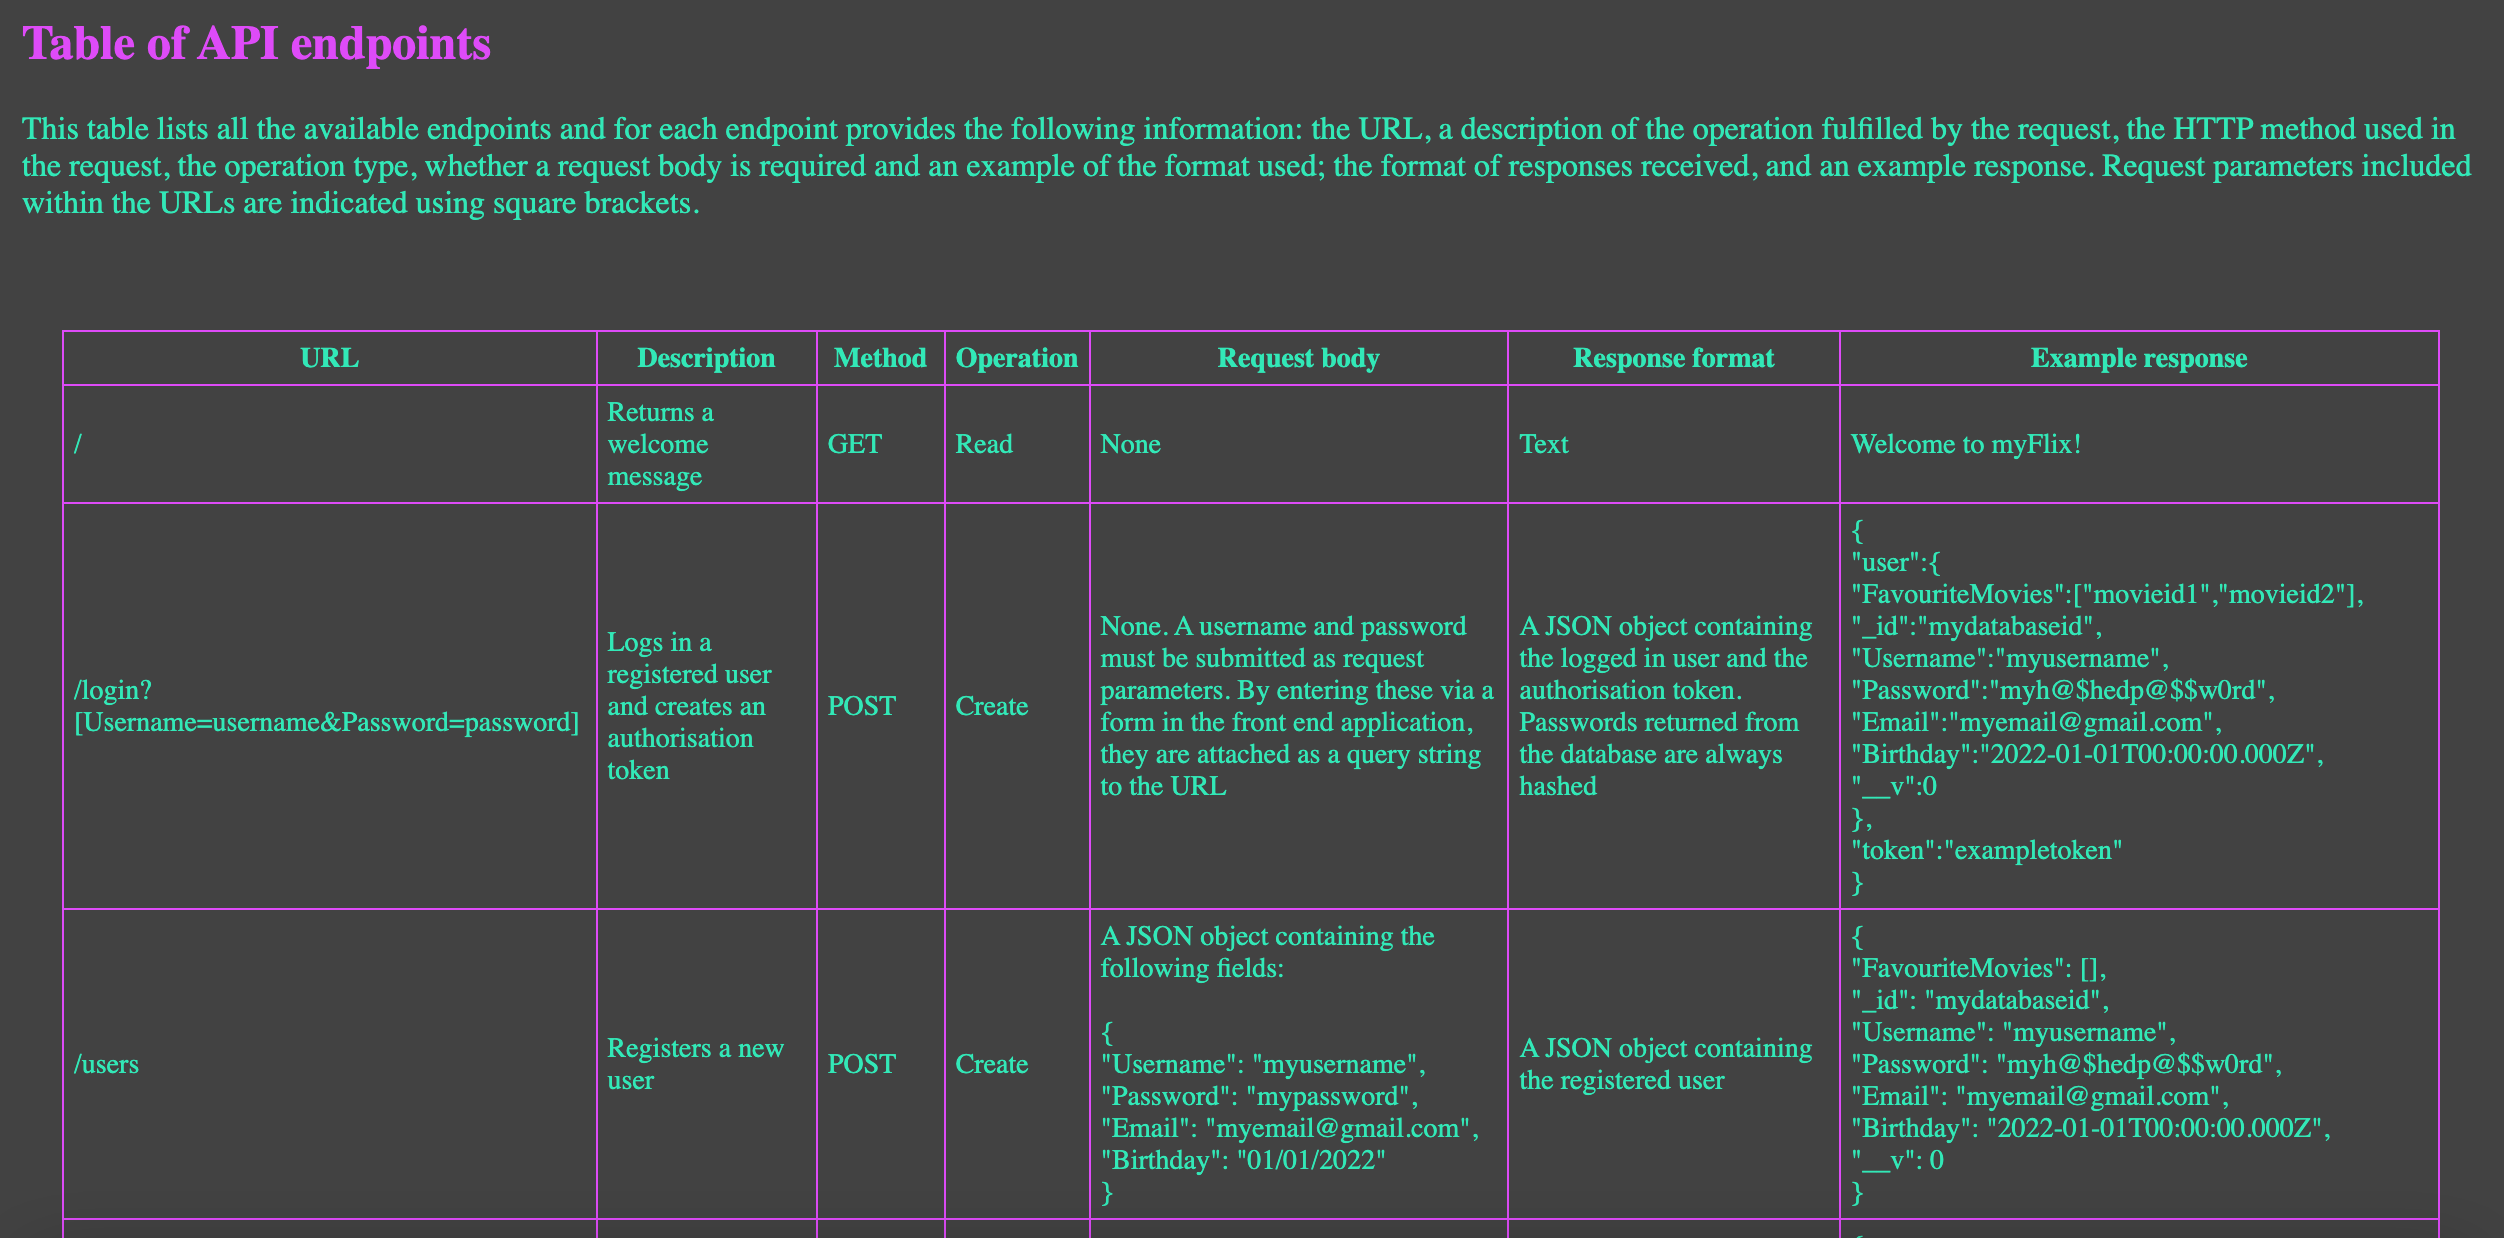 Table of API endpoints
This table lists all the available endpoints and for each endpoint provides the following information: the URL, a description of the operation fulfilled by the request, the HTTP method used in
the request, the operation type, whether a request body is required and an example of the format used; the format of responses received, and an example response. Request parameters included
within the URLs are indicated using square brackets.
URL
Description
Method
Operation
Request body
Response format
Example response
/
Returns a
welcome
message
GET
Read
None
Text
Welcome to myFlix!
/login?
[Username=username&Password=password]
Logs in a
registered user
and creates an
authorisation
token
POST
Create
None. A username and password
must be submitted as request
parameters. By entering these via a
form in the front end application,
they are attached as a query string
to the URL
A JSON object containing
the logged in user and the
authorisation token.
Passwords returned from
the database are always
hashed
{
"user":{
"FavouriteMovies":["movieid1","movieid2"],
"_id":"mydatabaseid",
"Username":"myusername",
"Password":"myh@$hedp@$$w0rd",
"Email":"myemail@gmail.com",
"Birthday":"2022-01-01T00:00:00.000Z",
"__v":0
},
"token":"exampletoken"
}
/users
Registers a new
user
POST
Create
A JSON object containing the
following fields:
{
"Username": "myusername",
"Password": "mypassword",
"Email": "myemail@gmail.com",
"Birthday": "01/01/2022"
}
A JSON object containing
the registered user
{
"FavouriteMovies": [],
"_id": "mydatabaseid",
"Username": "myusername",
"Password": "myh@$hedp@$$w0rd",
"Email": "myemail@gmail.com",
"Birthday": "2022-01-01T00:00:00.000Z",
"__v": 0
}